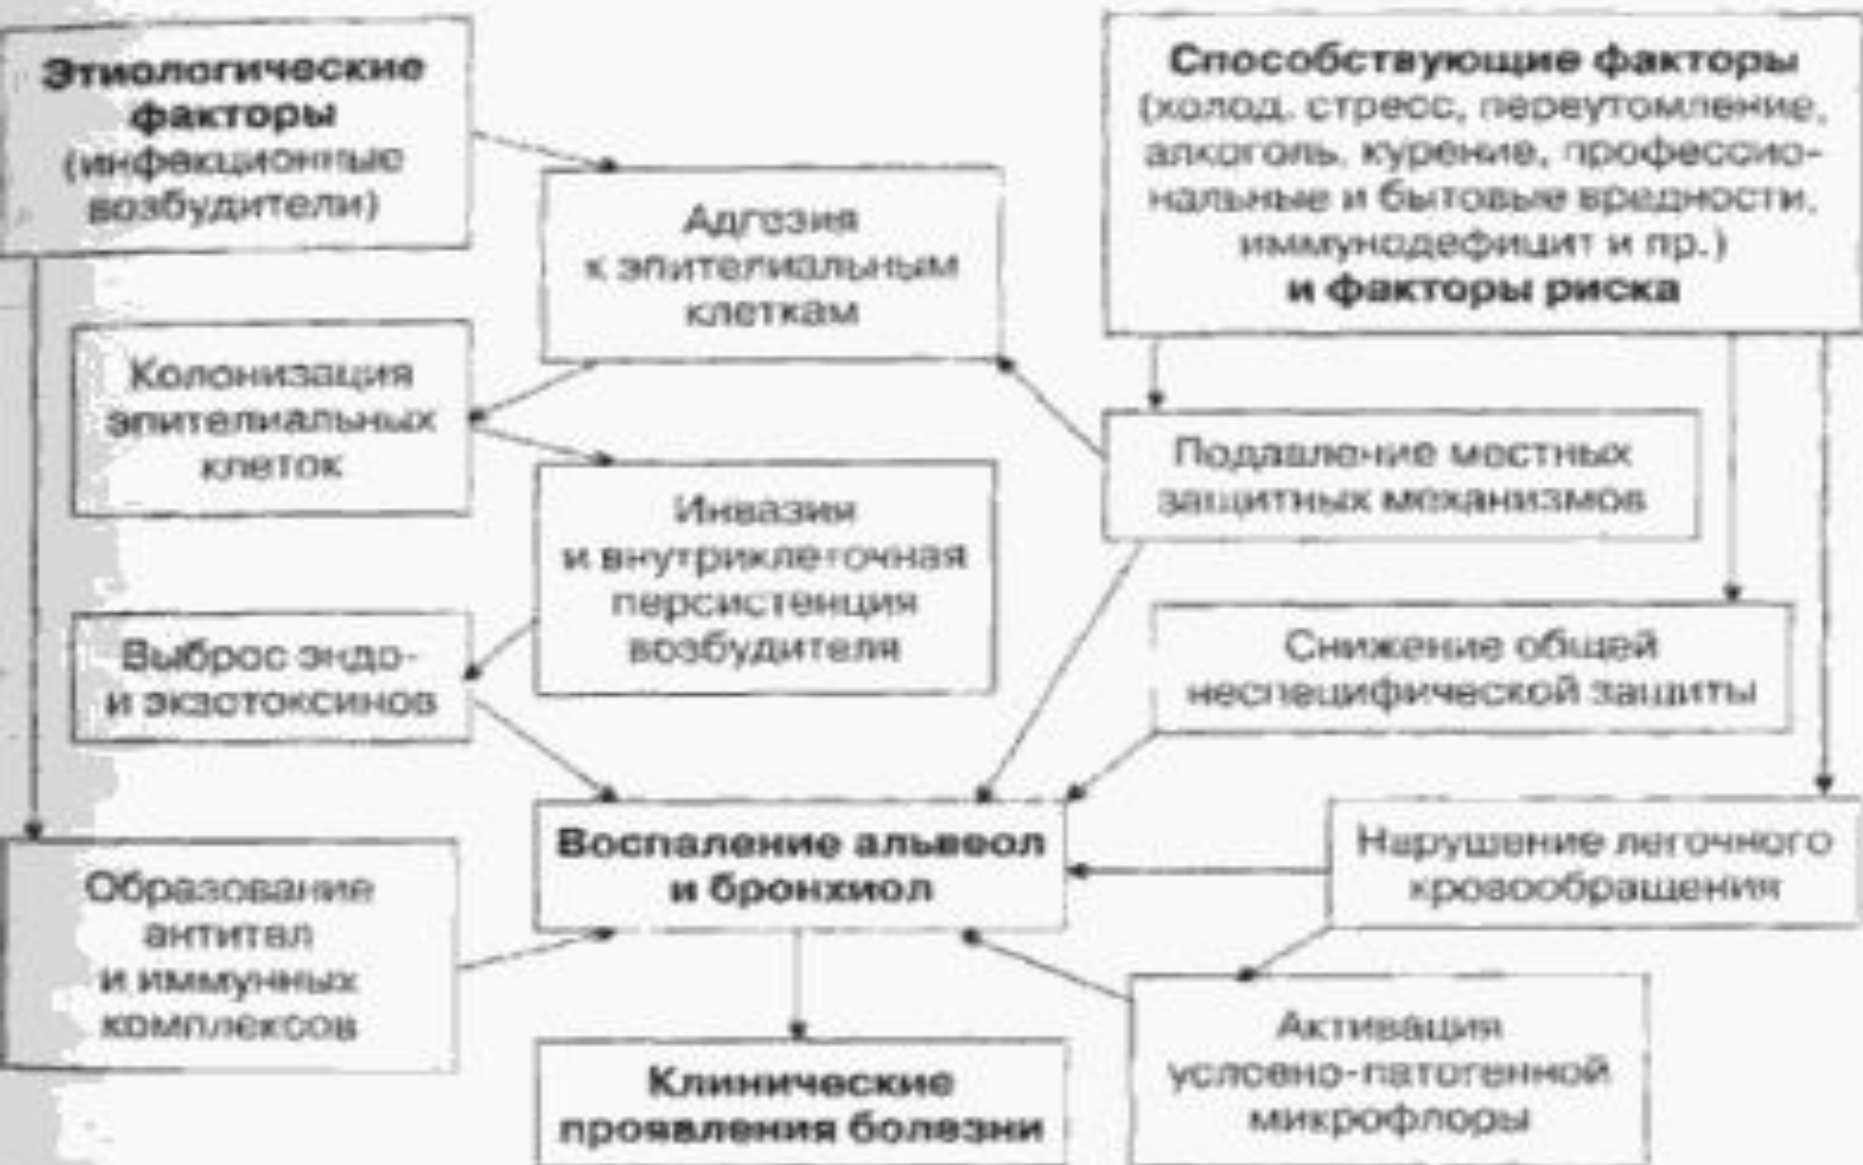 Этиологические
факторы
(инфекционные
возбудители)
Способствующие факторы
(холод, стресс, переутомление,
алкоголь, курение, профессио-
нальные и бытовые вредности,
иммунодефицит и пр.)
и факторы риска
Адгезия
к эпителиальным
клеткам
Колонизация
эпителиальных
клеток
Подавление местных
защитных механизмов
Инвазия
и внутриклеточная
персистенция
возбудителя
Выброс эндо-
и экзотоксинов
Снижение общей
неспецифической защиты
Воспаление альвеол
и бронхиол
Нарушение легочного
кровообращения
Образование
антител
и иммунных
комплексов
Активация
условно-патогенной
микрофлоры
Клинические
проявления болезни